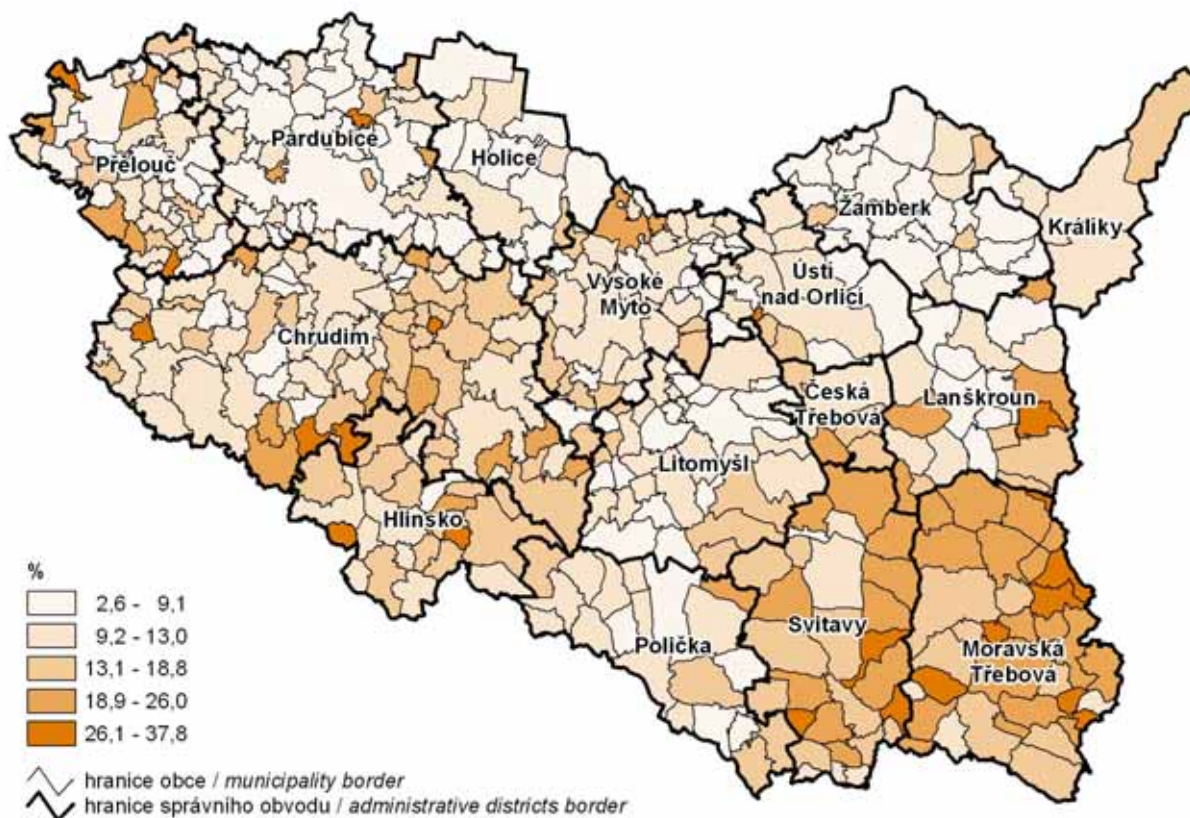 Pardubice
Přelouč
Holice
Žamberk
Králíky
Vysoké
Mýto
Ústí
nad Orlicí
Chrudim
Česká
Třebová
Lanškroun
Litomyšl
Hlinsko
Svitavy
Polička
Moravská
Třebová
%
2,6 - 9,1
9,2 - 13,0
13,1 - 18,8
18,9 - 26,0
26,1 - 37,8
hranice obce / municipality border
hranice správního obvodu / administrative districts border